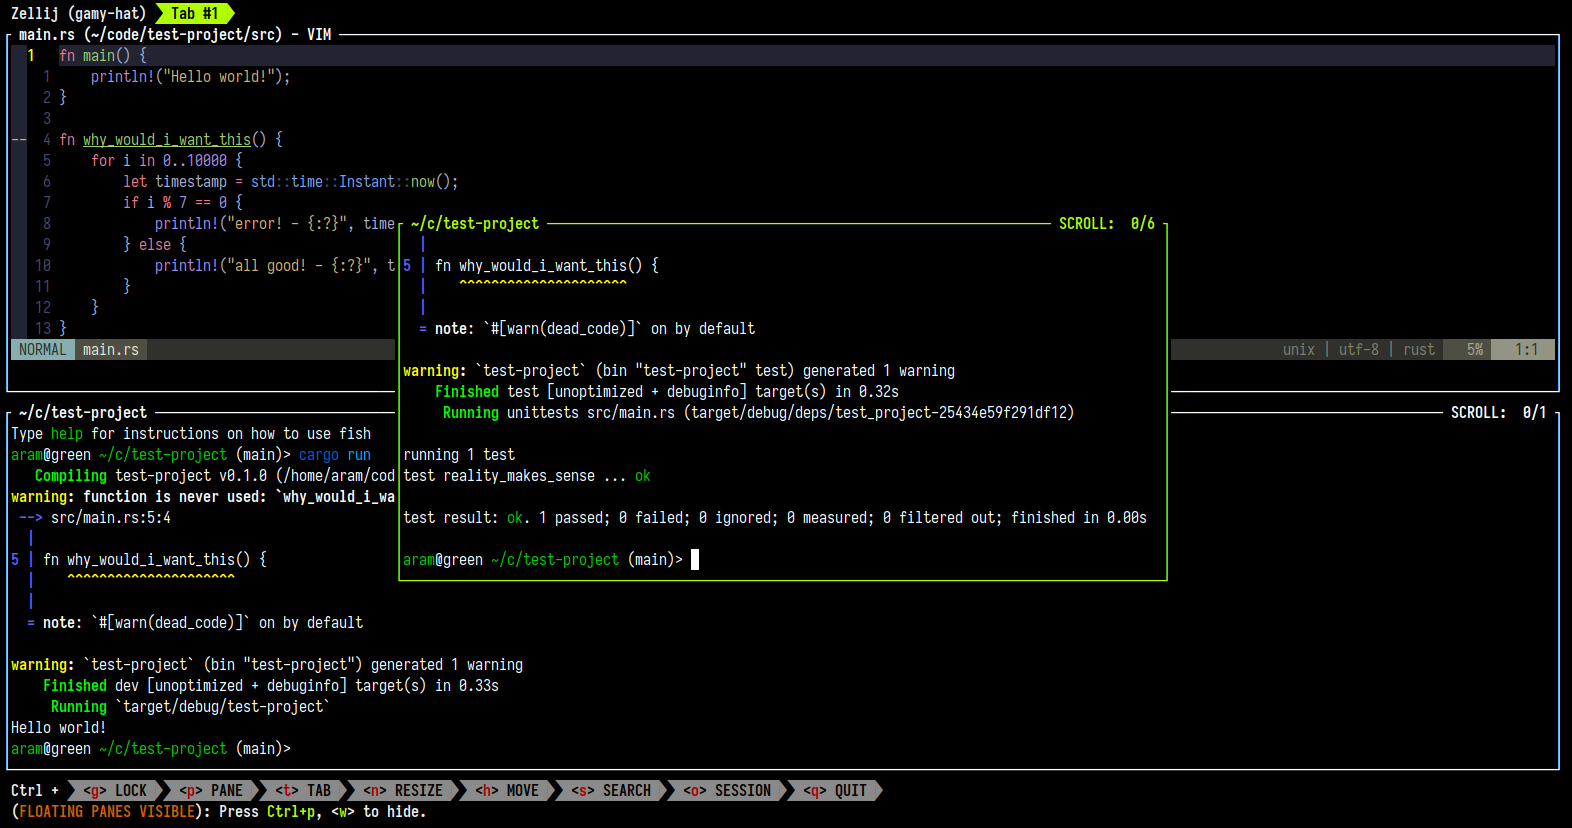 Zellij (gamy-hat) Tab #1
main.rs (~/code/test-project/src) - VIM
1 fn main() {
1 println!("Hello world!");
2 }
3
-- 4 fn why_would_i_want_this() {
5 for i in 0..10000 {
6 let timestamp = std::time::Instant::now();
7 if i % 7 == 0 {
8 println!("error! - {:?}", time
9 } else {
10 println!("all good! - {:?}", t
11 }
12 }
13 }
NORMAL main.rs unix | utf-8 | rust 5% 1:1
~/c/test-project SCROLL: 0/6
|
5 | fn why_would_i_want_this() {
| ^^^^^^^^^^^^^^^^^^^^^
|
= note: `#[warn(dead_code)]` on by default
warning: `test-project` (bin "test-project" test) generated 1 warning
Finished test [unoptimized + debuginfo] target(s) in 0.32s
Running unittests src/main.rs (target/debug/deps/test_project-25434e59f291df12)
running 1 test
test reality_makes_sense ... ok
test result: ok. 1 passed; 0 failed; 0 ignored; 0 measured; 0 filtered out; finished in 0.00s
aram@green ~/c/test-project (main)>
~/c/test-project SCROLL: 0/1
Type help for instructions on how to use fish
aram@green ~/c/test-project (main)> cargo run
Compiling test-project v0.1.0 (/home/aram/cod
warning: function is never used: `why_would_i_wa
--> src/main.rs:5:4
|
5 | fn why_would_i_want_this() {
| ^^^^^^^^^^^^^^^^^^^^^
|
= note: `#[warn(dead_code)]` on by default
warning: `test-project` (bin "test-project") generated 1 warning
Finished dev [unoptimized + debuginfo] target(s) in 0.33s
Running `target/debug/test-project`
Hello world!
aram@green ~/c/test-project (main)>
Ctrl + <g> LOCK <p> PANE <t> TAB <n> RESIZE <h> MOVE <s> SEARCH <o> SESSION <q> QUIT
(FLOATING PANES VISIBLE): Press Ctrl+p, <w> to hide.